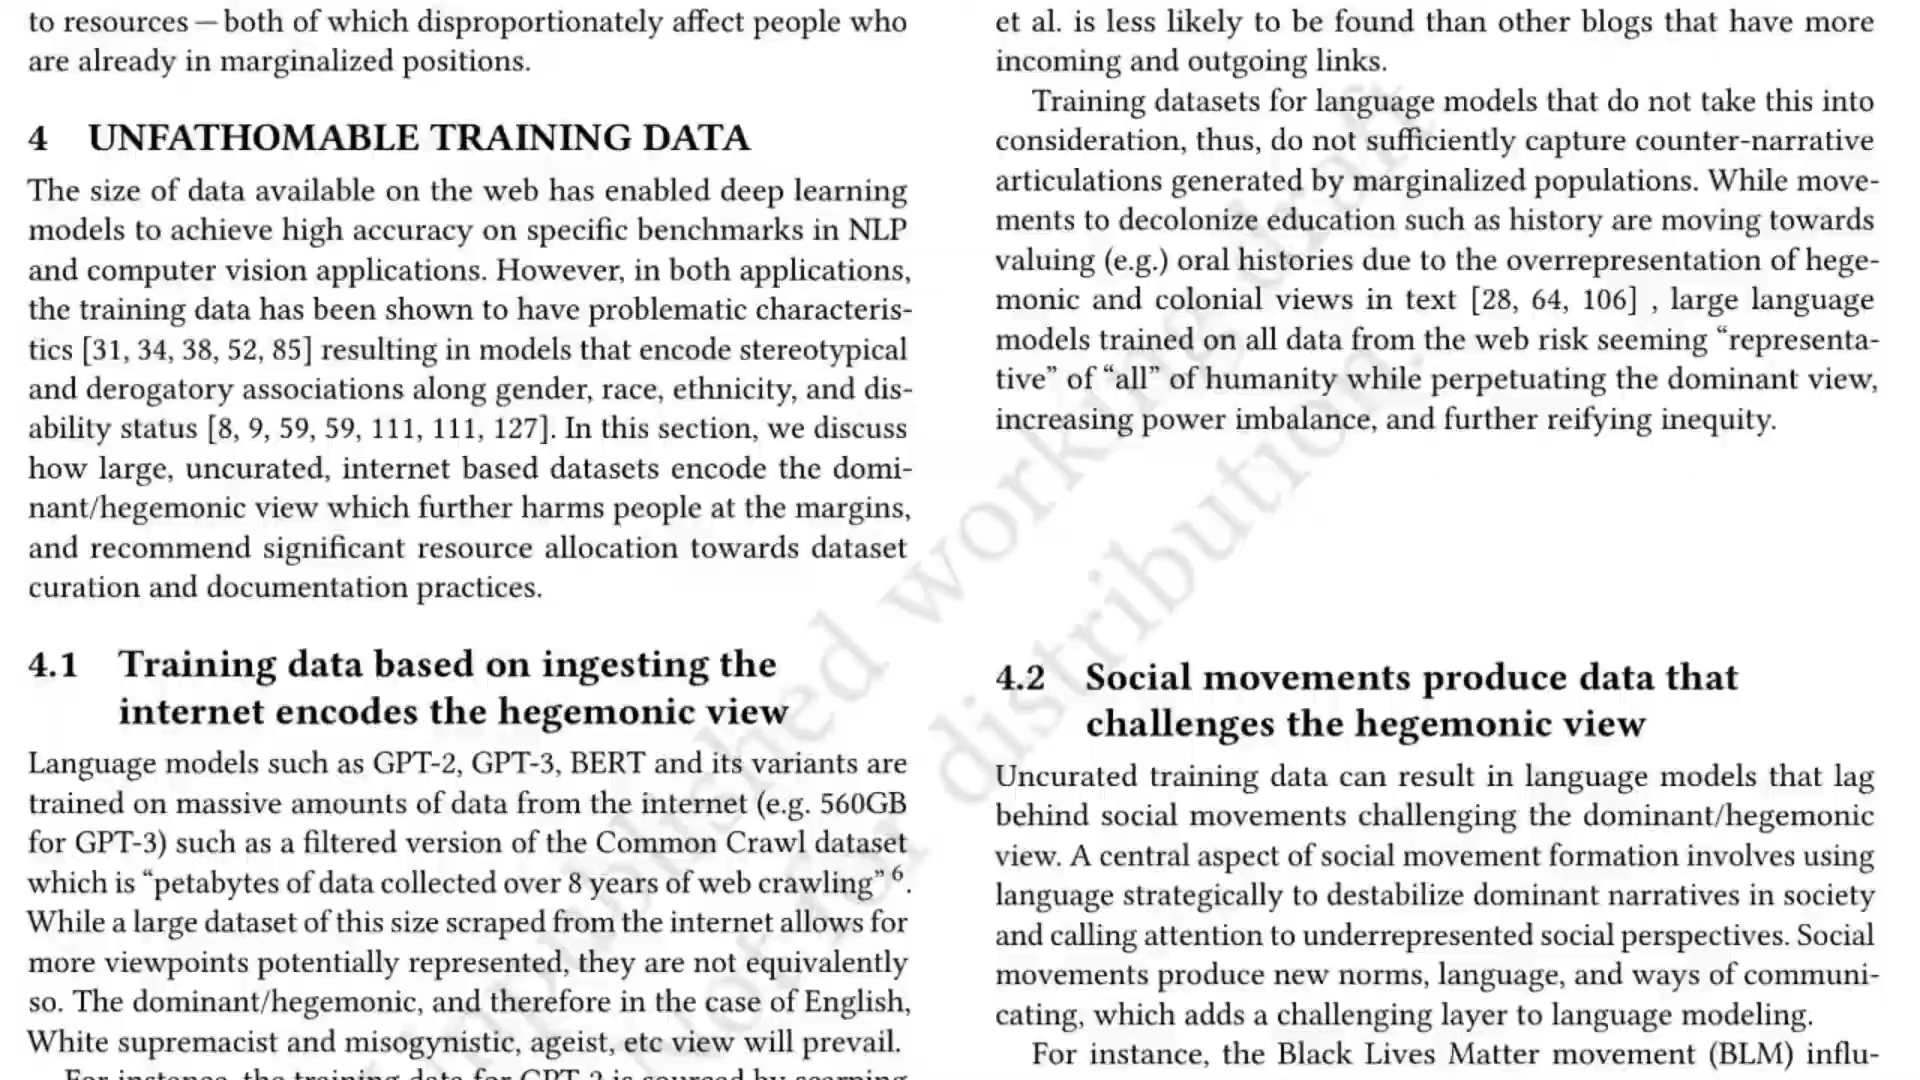 to resources — both of which disproportionately affect people who
are already in marginalized positions.
4 UNFATHOMABLE TRAINING DATA
The size of data available on the web has enabled deep learning
models to achieve high accuracy on specific benchmarks in NLP
and computer vision applications. However, in both applications,
the training data has been shown to have problematic characteris-
tics [31, 34, 38, 52, 85] resulting in models that encode stereotypical
and derogatory associations along gender, race, ethnicity, and dis-
ability status [8, 9, 59, 59, 111, 111, 127]. In this section, we discuss
how large, uncurated, internet based datasets encode the domi-
nant/hegemonic view which further harms people at the margins,
and recommend significant resource allocation towards dataset
curation and documentation practices.
4.1 Training data based on ingesting the
internet encodes the hegemonic view
Language models such as GPT-2, GPT-3, BERT and its variants are
trained on massive amounts of data from the internet (e.g. 560GB
for GPT-3) such as a filtered version of the Common Crawl dataset
which is “petabytes of data collected over 8 years of web crawling” 6.
While a large dataset of this size scraped from the internet allows for
more viewpoints potentially represented, they are not equivalently
so. The dominant/hegemonic, and therefore in the case of English,
White supremacist and misogynistic, ageist, etc view will prevail.
For instance, the training data for GPT-2 is sourced by scraping
et al. is less likely to be found than other blogs that have more
incoming and outgoing links.
Training datasets for language models that do not take this into
consideration, thus, do not sufficiently capture counter-narrative
articulations generated by marginalized populations. While move-
ments to decolonize education such as history are moving towards
valuing (e.g.) oral histories due to the overrepresentation of hege-
monic and colonial views in text [28, 64, 106] , large language
models trained on all data from the web risk seeming “representa-
tive” of “all” of humanity while perpetuating the dominant view,
increasing power imbalance, and further reifying inequity.
4.2 Social movements produce data that
challenges the hegemonic view
Uncurated training data can result in language models that lag
behind social movements challenging the dominant/hegemonic
view. A central aspect of social movement formation involves using
language strategically to destabilize dominant narratives in society
and calling attention to underrepresented social perspectives. Social
movements produce new norms, language, and ways of communi-
cating, which adds a challenging layer to language modeling.
For instance, the Black Lives Matter movement (BLM) influ-
Unpublished working draft
Not for distribution.